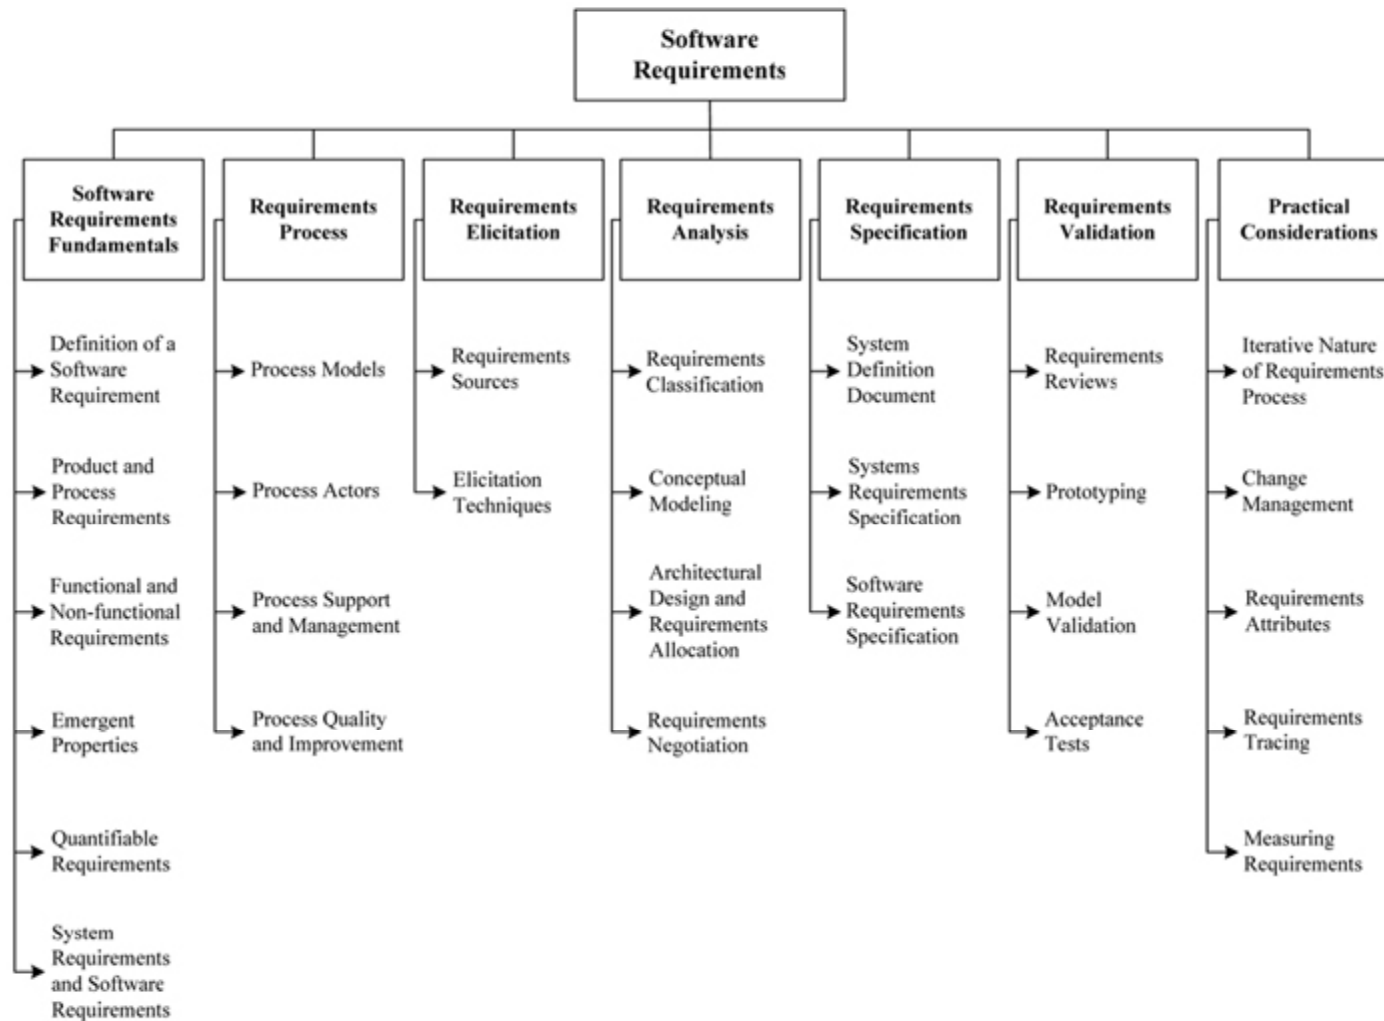 Software
Requirements
Software
Requirements
Fundamentals
Requirements
Process
Requirements
Elicitation
Requirements
Analysis
Requirements
Specification
Requirements
Validation
Practical
Considerations
Definition of a
Software
Requirement
Product and
Process
Requirements
Functional and
Non-functional
Requirements
Emergent
Properties
Quantifiable
Requirements
System
Requirements
and Software
Requirements
Process Models
Process Actors
Process Support
and Management
Process Quality
and Improvement
Requirements
Sources
Elicitation
Techniques
Requirements
Classification
Conceptual
Modeling
Architectural
Design and
Requirements
Allocation
Requirements
Negotiation
System
Definition
Document
Systems
Requirements
Specification
Software
Requirements
Specification
Requirements
Reviews
Prototyping
Model
Validation
Acceptance
Tests
Iterative Nature
of Requirements
Process
Change
Management
Requirements
Attributes
Requirements
Tracing
Measuring
Requirements